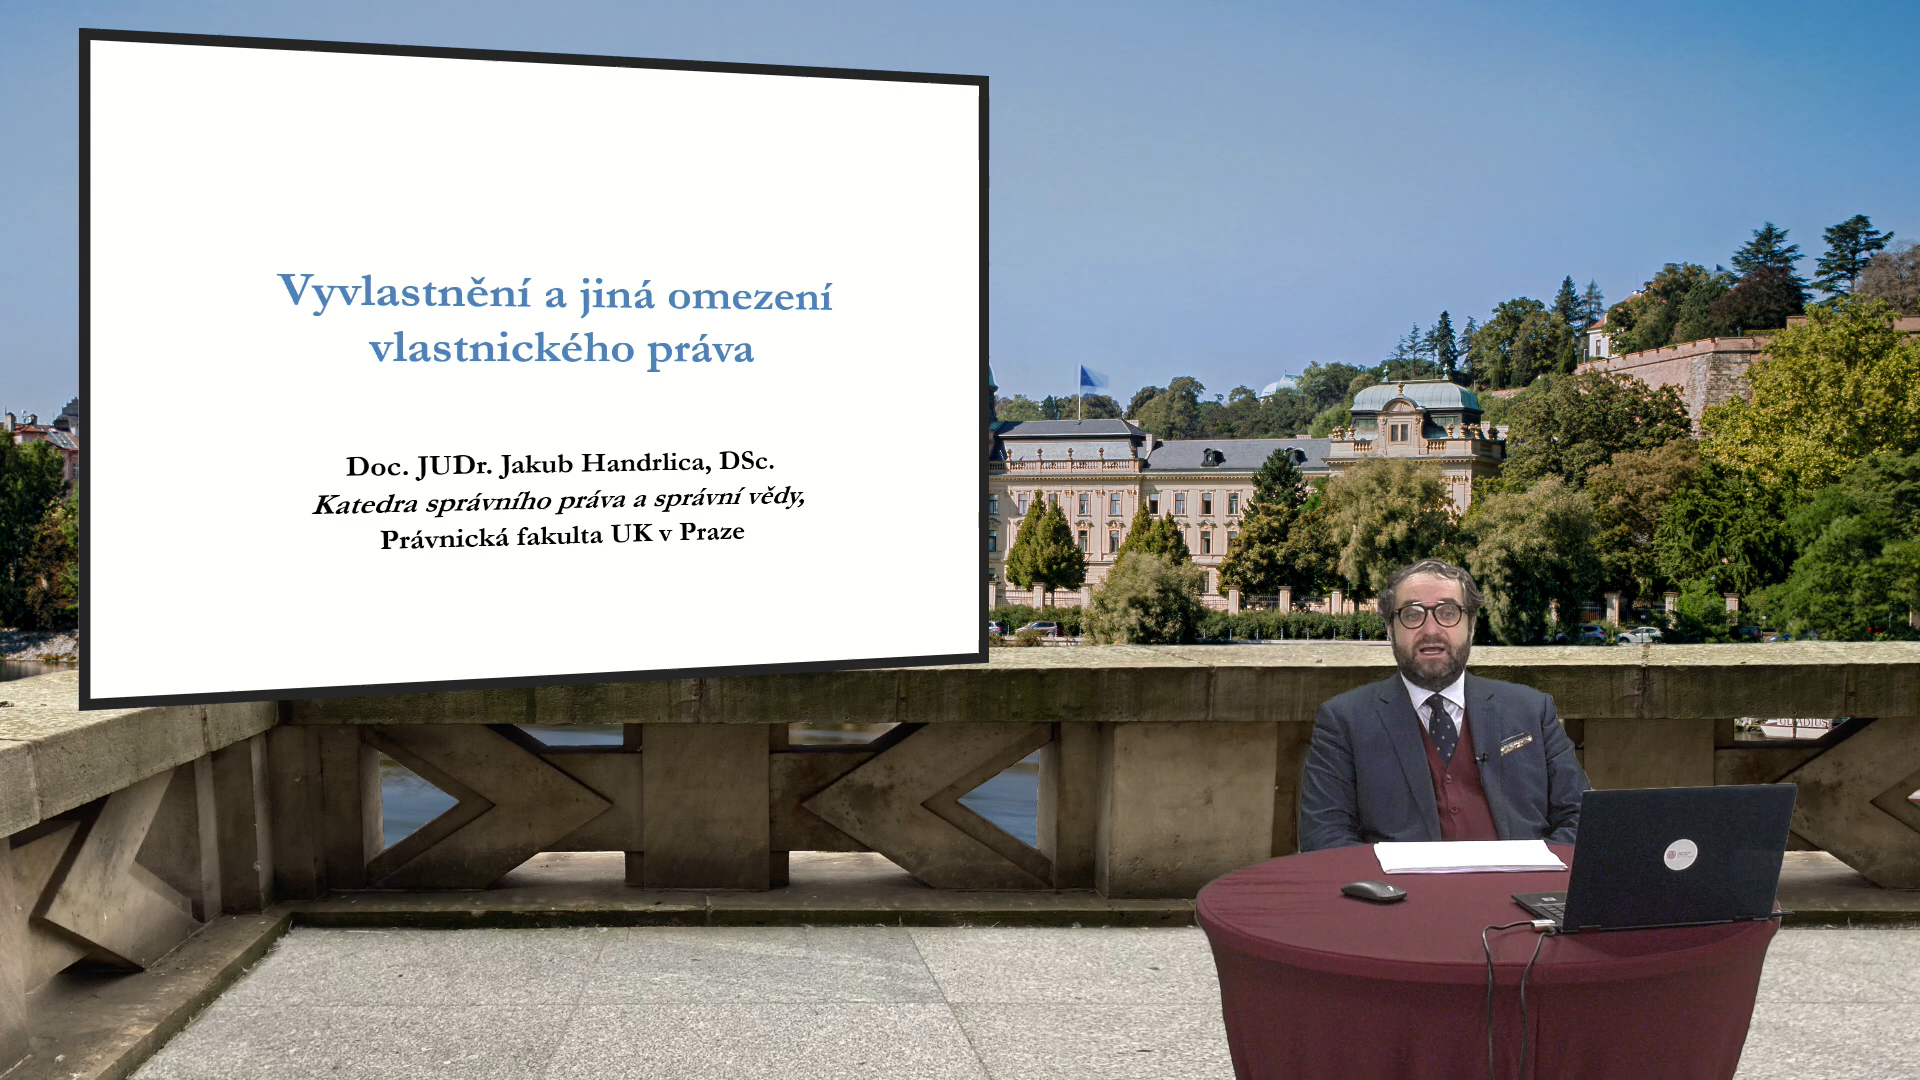 Vyvlastnění a jiná omezení
vlastnického práva
Doc. JUDr. Jakub Handrlica, DSc.
Katedra správního práva a správní vědy,
Právnická fakulta UK v Praze